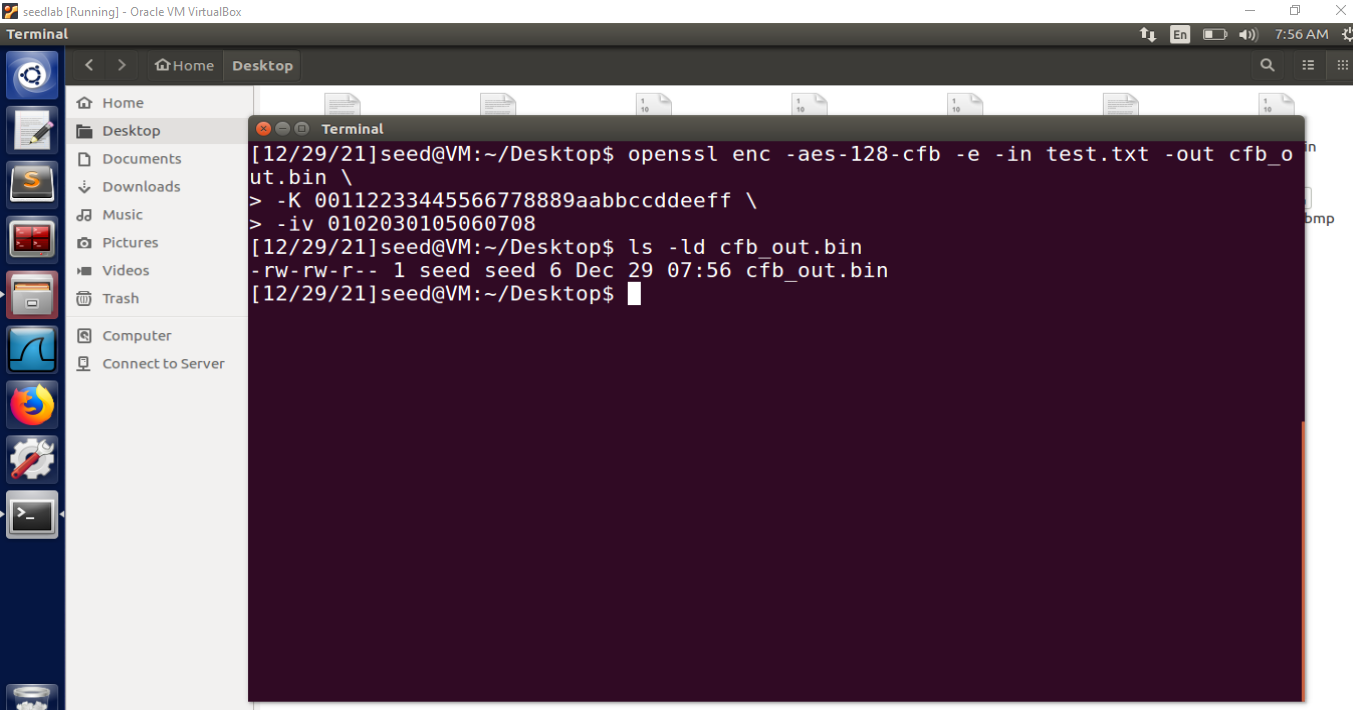 seedlab [Running] - Oracle VM VirtualBox
Terminal
En
7:56 AM
Home
Desktop
Home
Desktop
Documents
Downloads
Music
Pictures
Videos
Trash
Computer
Connect to Server
in
bmp
Terminal
[12/29/21]seed@VM:~/Desktop$ openssl enc -aes-128-cfb -e -in test.txt -out cfb_o
ut.bin \
> -K 00112233445566778889aabbccddeeff \
> -iv 0102030105060708
[12/29/21]seed@VM:~/Desktop$ ls -ld cfb_out.bin
-rw-rw-r-- 1 seed seed 6 Dec 29 07:56 cfb_out.bin
[12/29/21]seed@VM:~/Desktop$